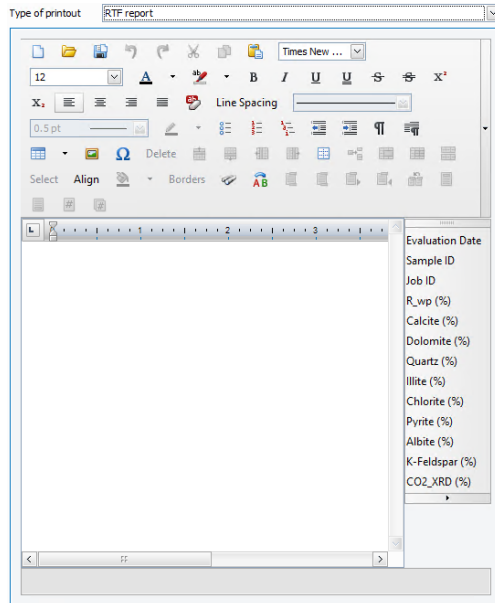 Type of printout RTF report
Times New ...
12 A ab B I U U S S X²
X₂ Line Spacing
0.5 pt
Ω Delete
Select Align Borders AB
# #
L 1 2 3
Evaluation Date
Sample ID
Job ID
R_wp (%)
Calcite (%)
Dolomite (%)
Quartz (%)
Illite (%)
Chlorite (%)
Pyrite (%)
Albite (%)
K-Feldspar (%)
CO2_XRD (%)